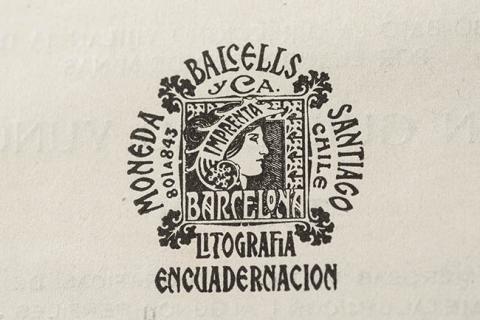 BALCELLS
y CA.
MONEDA
801 A 843
IMPRENTA
SANTIAGO
CHILE
BARCELONA
LITOGRAFIA
ENCUADERNACION